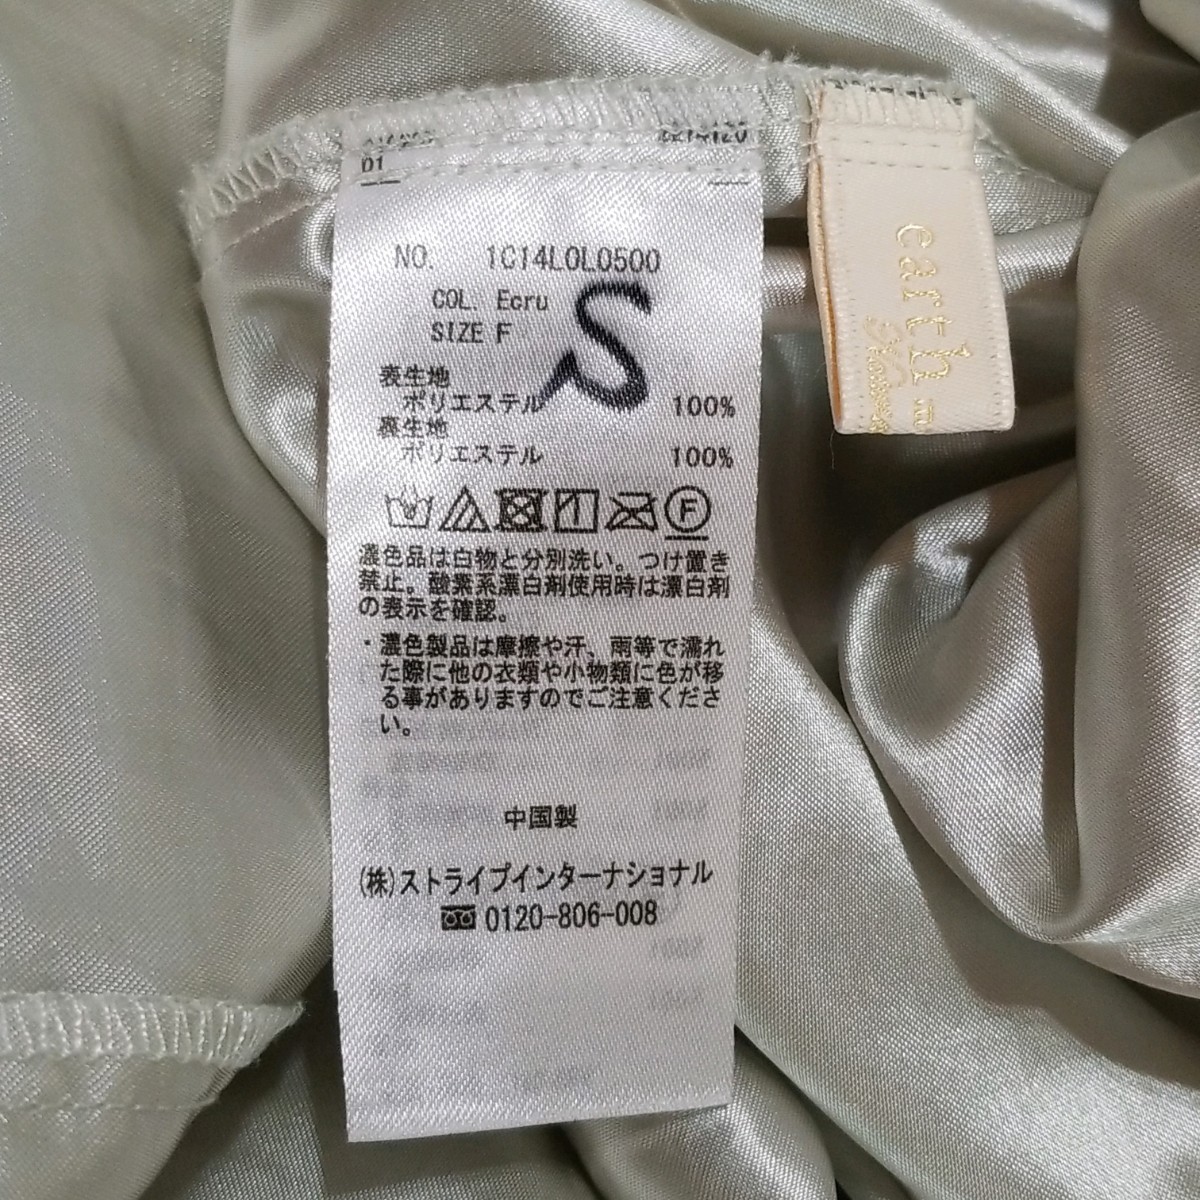 01
NO. 1C14L0L0500
COL. Ecru
SIZE F
S
表生地
ポリエステル 100%
裏生地
ポリエステル 100%
F
濃色品は白物と分別洗い。つけ置き
禁止。酸素系漂白剤使用時は漂白剤
の表示を確認。
・濃色製品は摩擦や汗、雨等で濡れ
た際に他の衣類や小物類に色が移
る事がありますのでご注意くださ
い。
中国製
(株)ストライプインターナショナル
0120-806-008
earth m